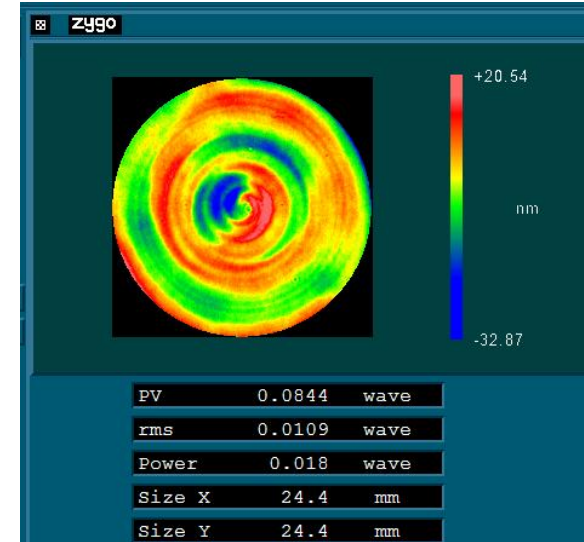 zygo
+20.54
nm
-32.87
PV 0.0844 wave
rms 0.0109 wave
Power 0.018 wave
Size X 24.4 mm
Size Y 24.4 mm